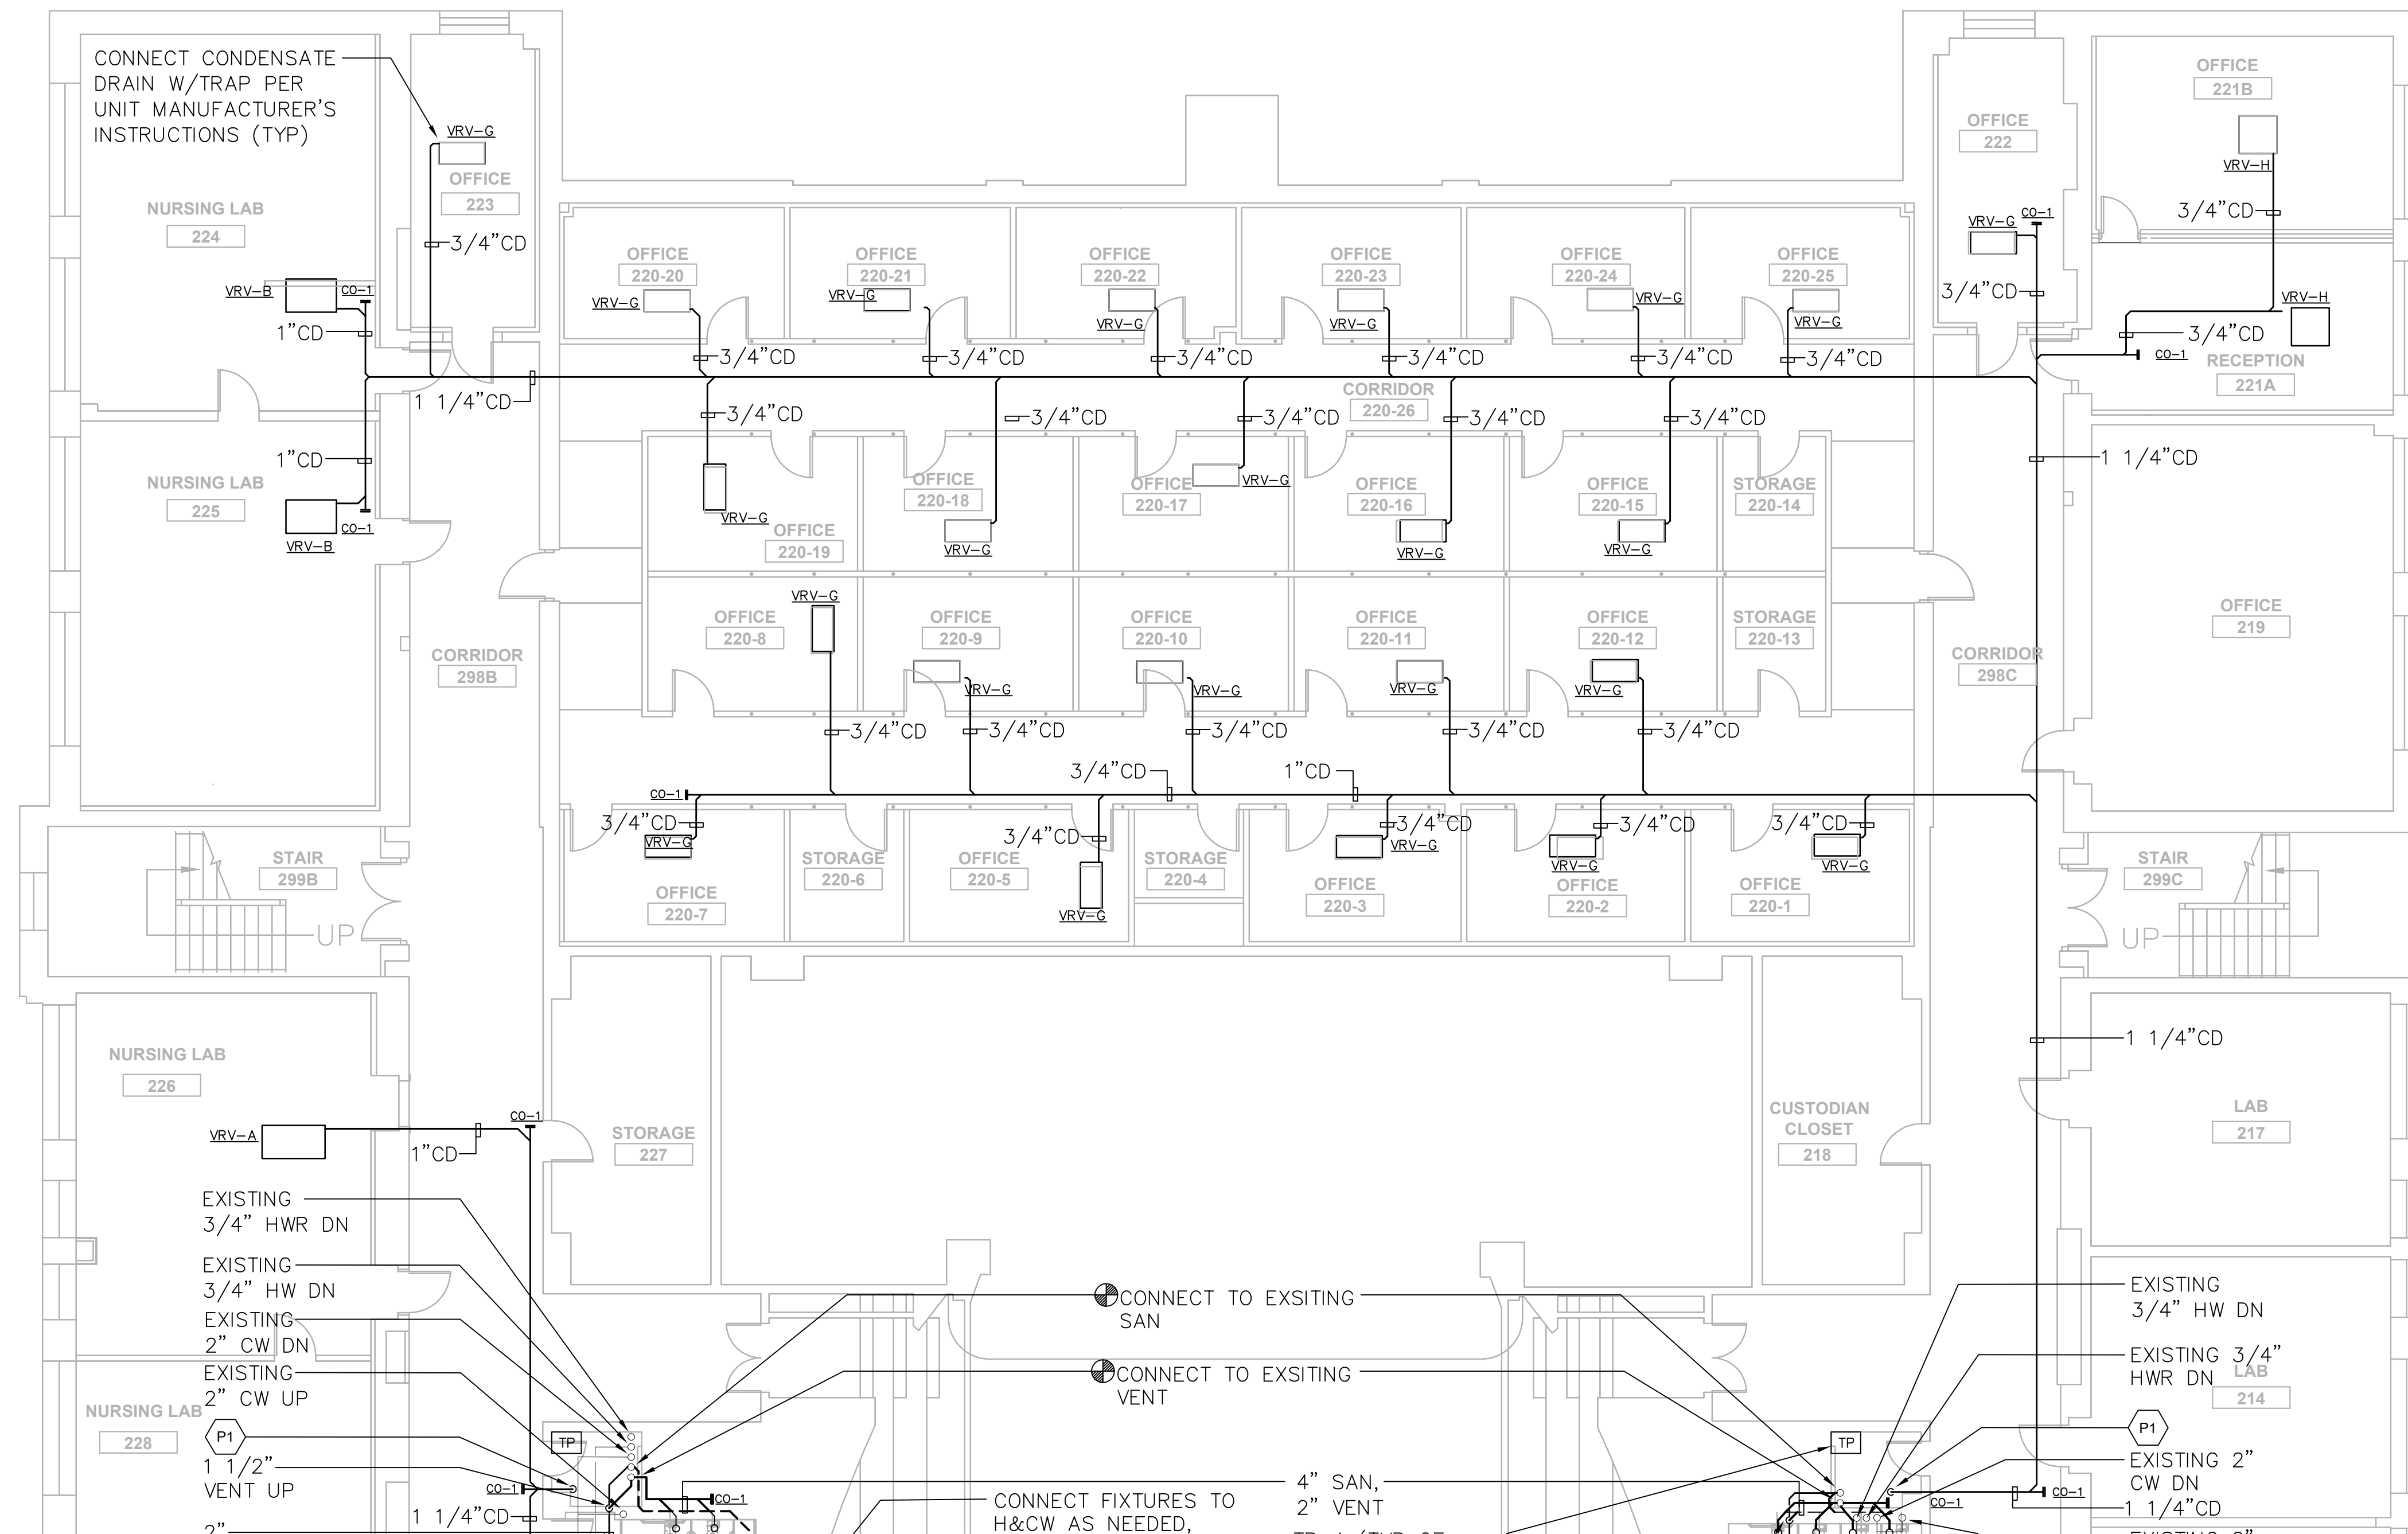 CONNECT CONDENSATE
DRAIN W/TRAP PER
UNIT MANUFACTURER'S
INSTRUCTIONS (TYP)
VRV-G
OFFICE
223
3/4"CD
NURSING LAB
224
VRV-B
CO-1
1"CD
1 1/4"CD
1"CD
NURSING LAB
225
CO-1
VRV-B
OFFICE
220-20
VRV-G
3/4"CD
OFFICE
220-21
VRV-G
3/4"CD
OFFICE
220-22
VRV-G
3/4"CD
OFFICE
220-23
VRV-G
3/4"CD
OFFICE
220-24
VRV-G
3/4"CD
OFFICE
220-25
VRV-G
3/4"CD
OFFICE
222
VRV-G
CO-1
3/4"CD
OFFICE
221B
VRV-H
3/4"CD
VRV-H
3/4"CD
CO-1
RECEPTION
221A
CORRIDOR
220-26
3/4"CD
3/4"CD
3/4"CD
3/4"CD
3/4"CD
1 1/4"CD
VRV-G
OFFICE
220-19
OFFICE
220-18
VRV-G
OFFICE
220-17
VRV-G
OFFICE
220-16
VRV-G
OFFICE
220-15
VRV-G
STORAGE
220-14
CORRIDOR
298B
OFFICE
220-8
VRV-G
3/4"CD
OFFICE
220-9
VRV-G
3/4"CD
OFFICE
220-10
VRV-G
3/4"CD
OFFICE
220-11
VRV-G
3/4"CD
OFFICE
220-12
VRV-G
3/4"CD
STORAGE
220-13
CORRIDOR
298C
OFFICE
219
CO-1
3/4"CD
1"CD
3/4"CD
VRV-G
OFFICE
220-7
STORAGE
220-6
OFFICE
220-5
3/4"CD
VRV-G
STORAGE
220-4
3/4"CD
VRV-G
OFFICE
220-3
3/4"CD
VRV-G
OFFICE
220-2
3/4"CD
VRV-G
OFFICE
220-1
STAIR
299B
UP
STAIR
299C
UP
1 1/4"CD
NURSING LAB
226
VRV-A
1"CD
CO-1
STORAGE
227
CUSTODIAN
CLOSET
218
LAB
217
EXISTING
3/4" HWR DN
EXISTING
3/4" HW DN
EXISTING
2" CW DN
EXISTING
2" CW UP
NURSING LAB
228
P1
1 1/2"
VENT UP
CO-1
1 1/4"CD
2"
TP
CO-1
CONNECT TO EXSITING
SAN
CONNECT TO EXSITING
VENT
4" SAN,
2" VENT
CONNECT FIXTURES TO
H&CW AS NEEDED,
TP
EXISTING
3/4" HW DN
EXISTING 3/4"
HWR DN
LAB
214
P1
EXISTING 2"
CW DN
CO-1
CO-1
1 1/4"CD